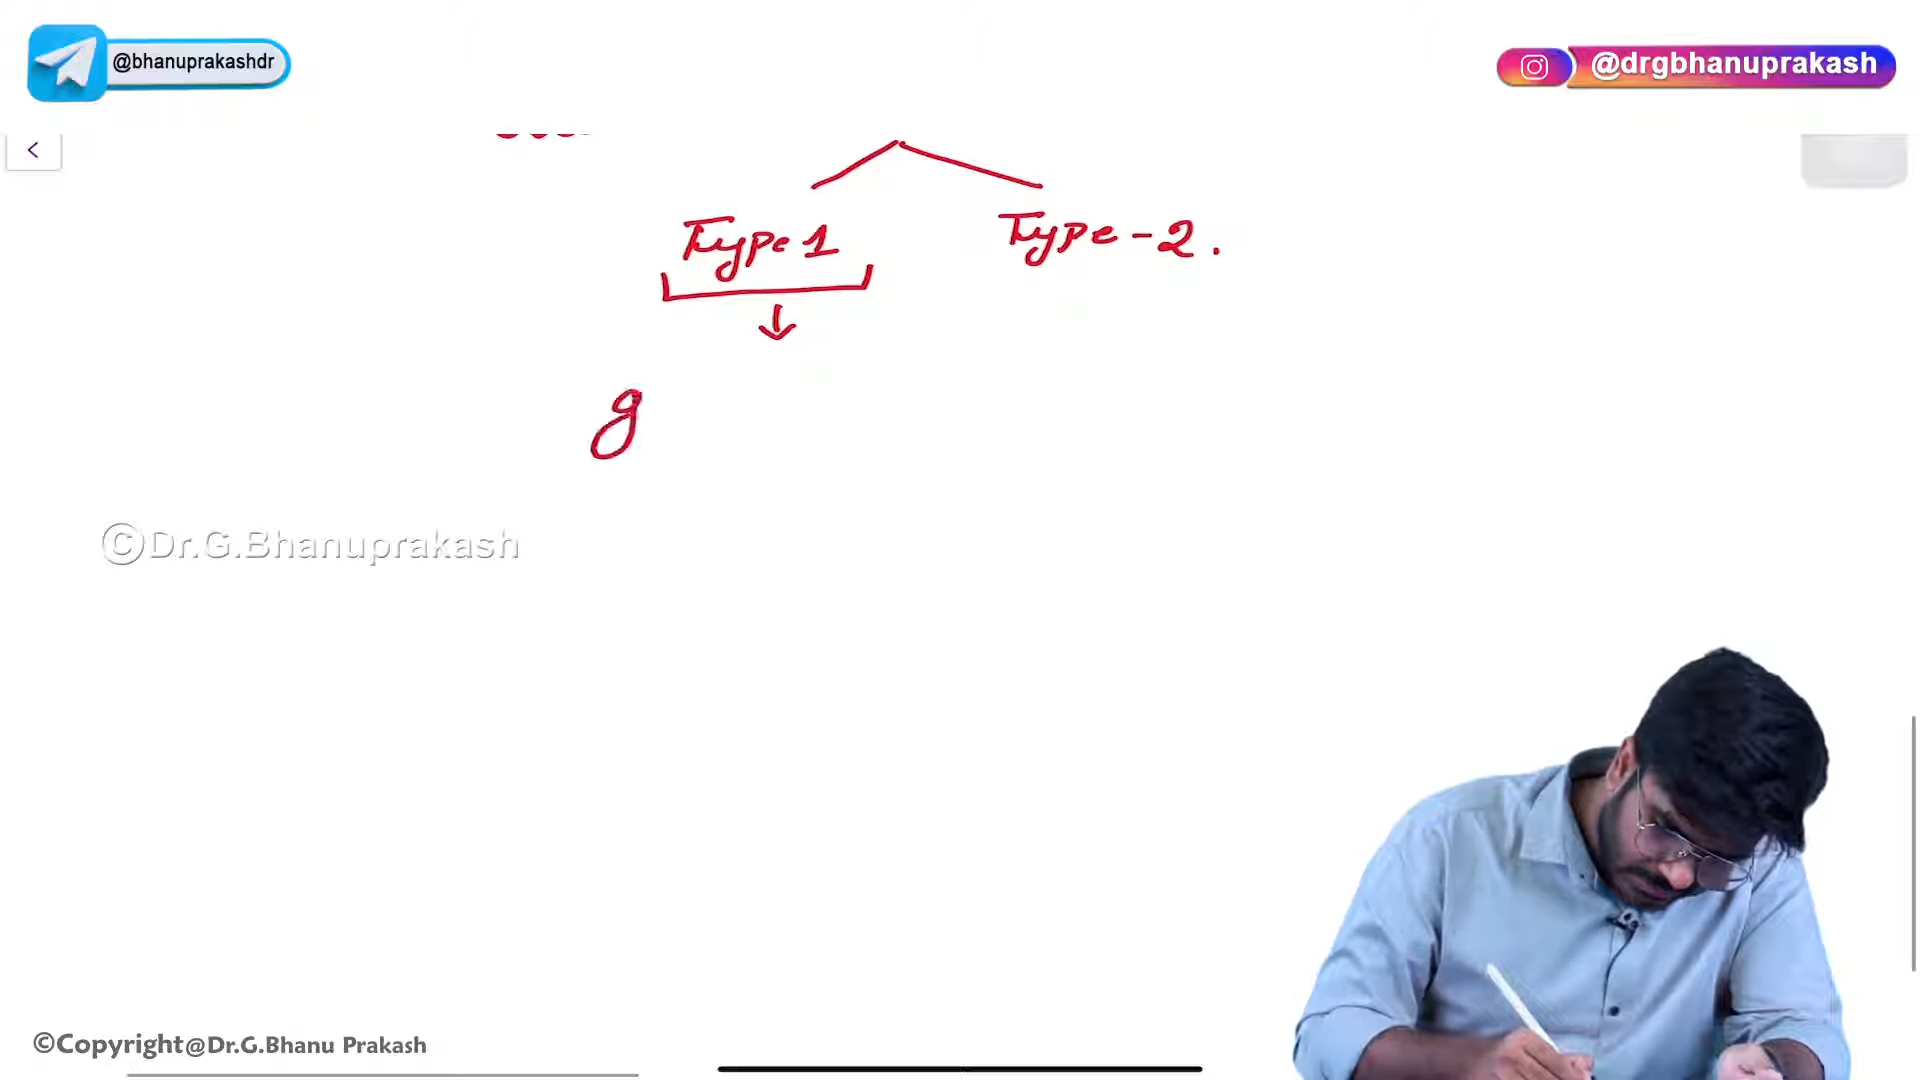 @bhanuprakashdr
@drgbhanuprakash
Type 1
Type-2.
g
©Dr.G.Bhanuprakash
©Copyright@Dr.G.Bhanu Prakash